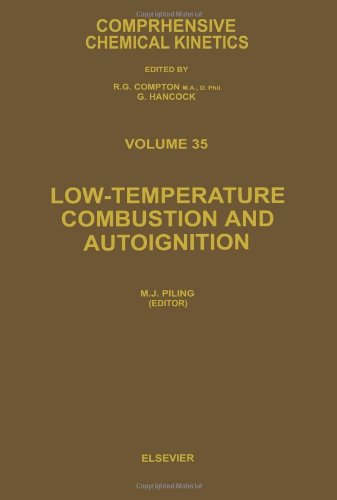 COMPRHENSIVE
CHEMICAL KINETICS
EDITED BY
R.G. COMPTON M.A., D. Phil.
G. HANCOCK
VOLUME 35
LOW-TEMPERATURE
COMBUSTION AND
AUTOIGNITION
M.J. PILING
(EDITOR)
ELSEVIER